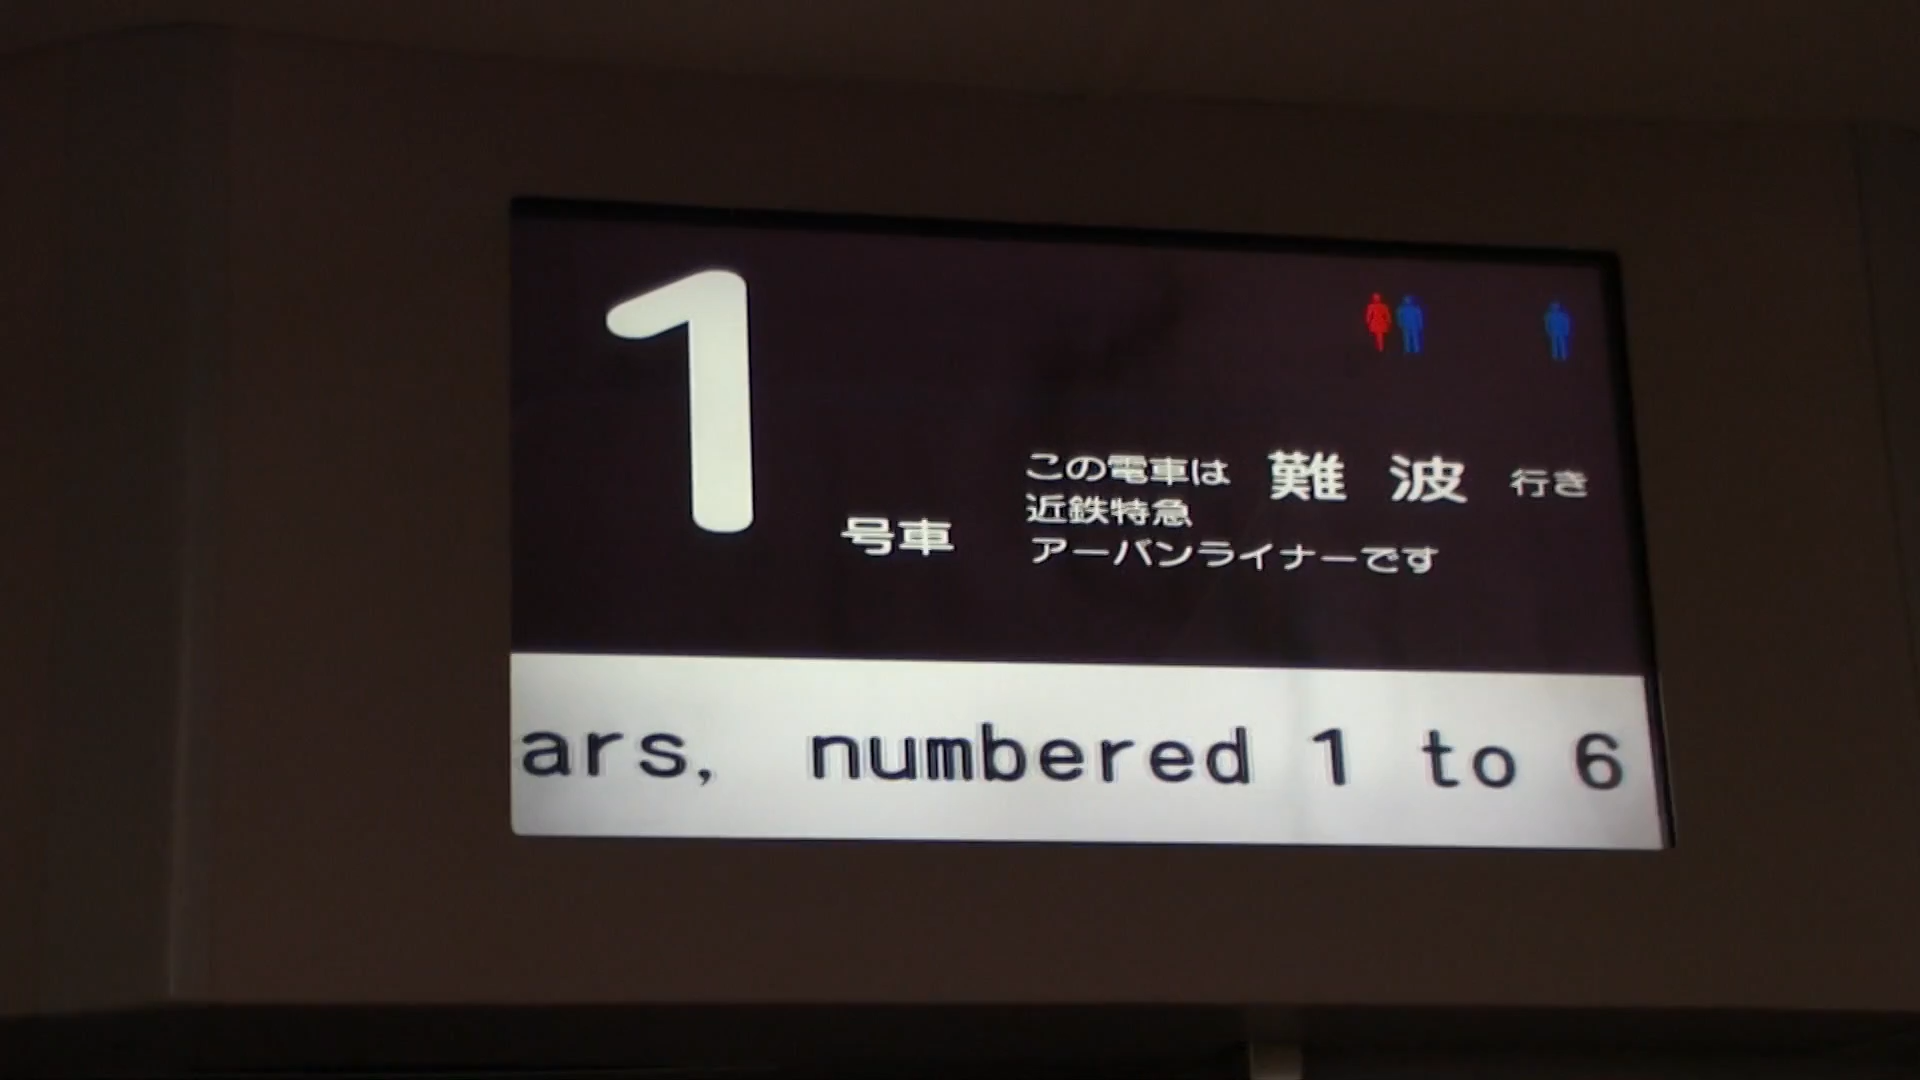 1 号車
この電車は 難 波 行き
近鉄特急
アーバンライナーです
ars, numbered 1 to 6